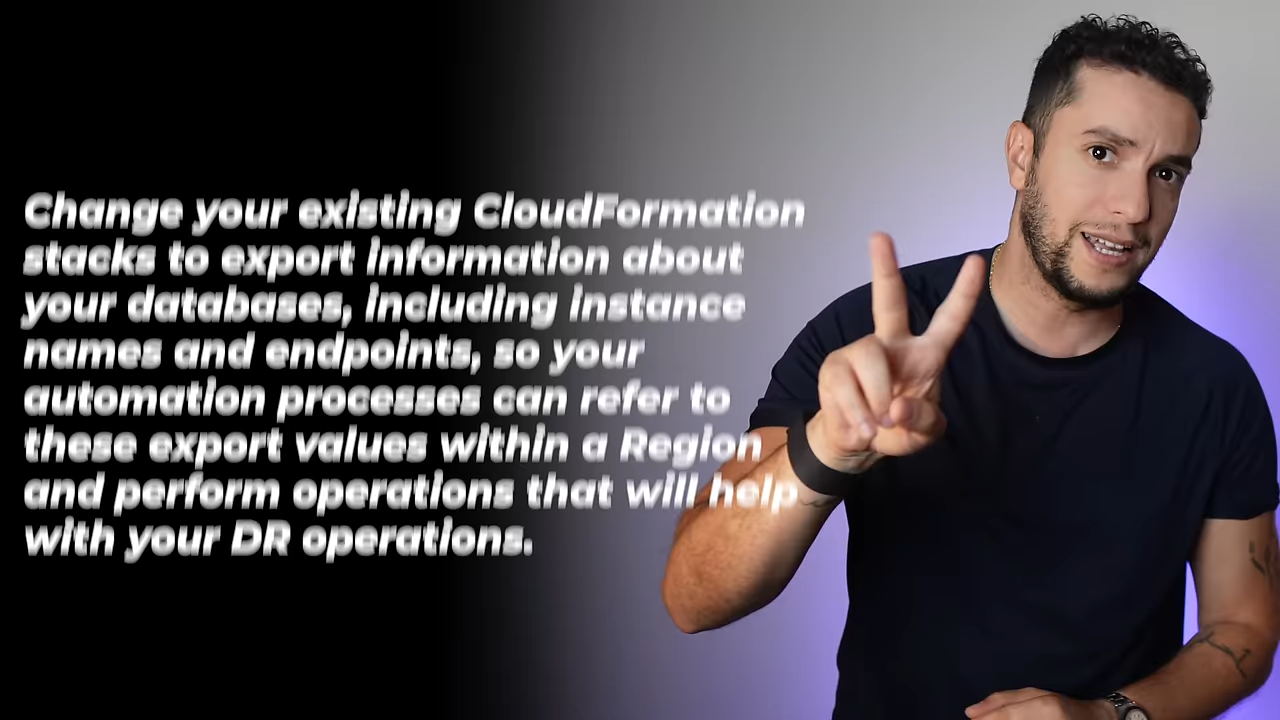 Change your existing CloudFormation
stacks to export information about
your databases, including instance
names and endpoints, so your
automation processes can refer to
these export values within a Region
and perform operations that will help
with your DR operations.